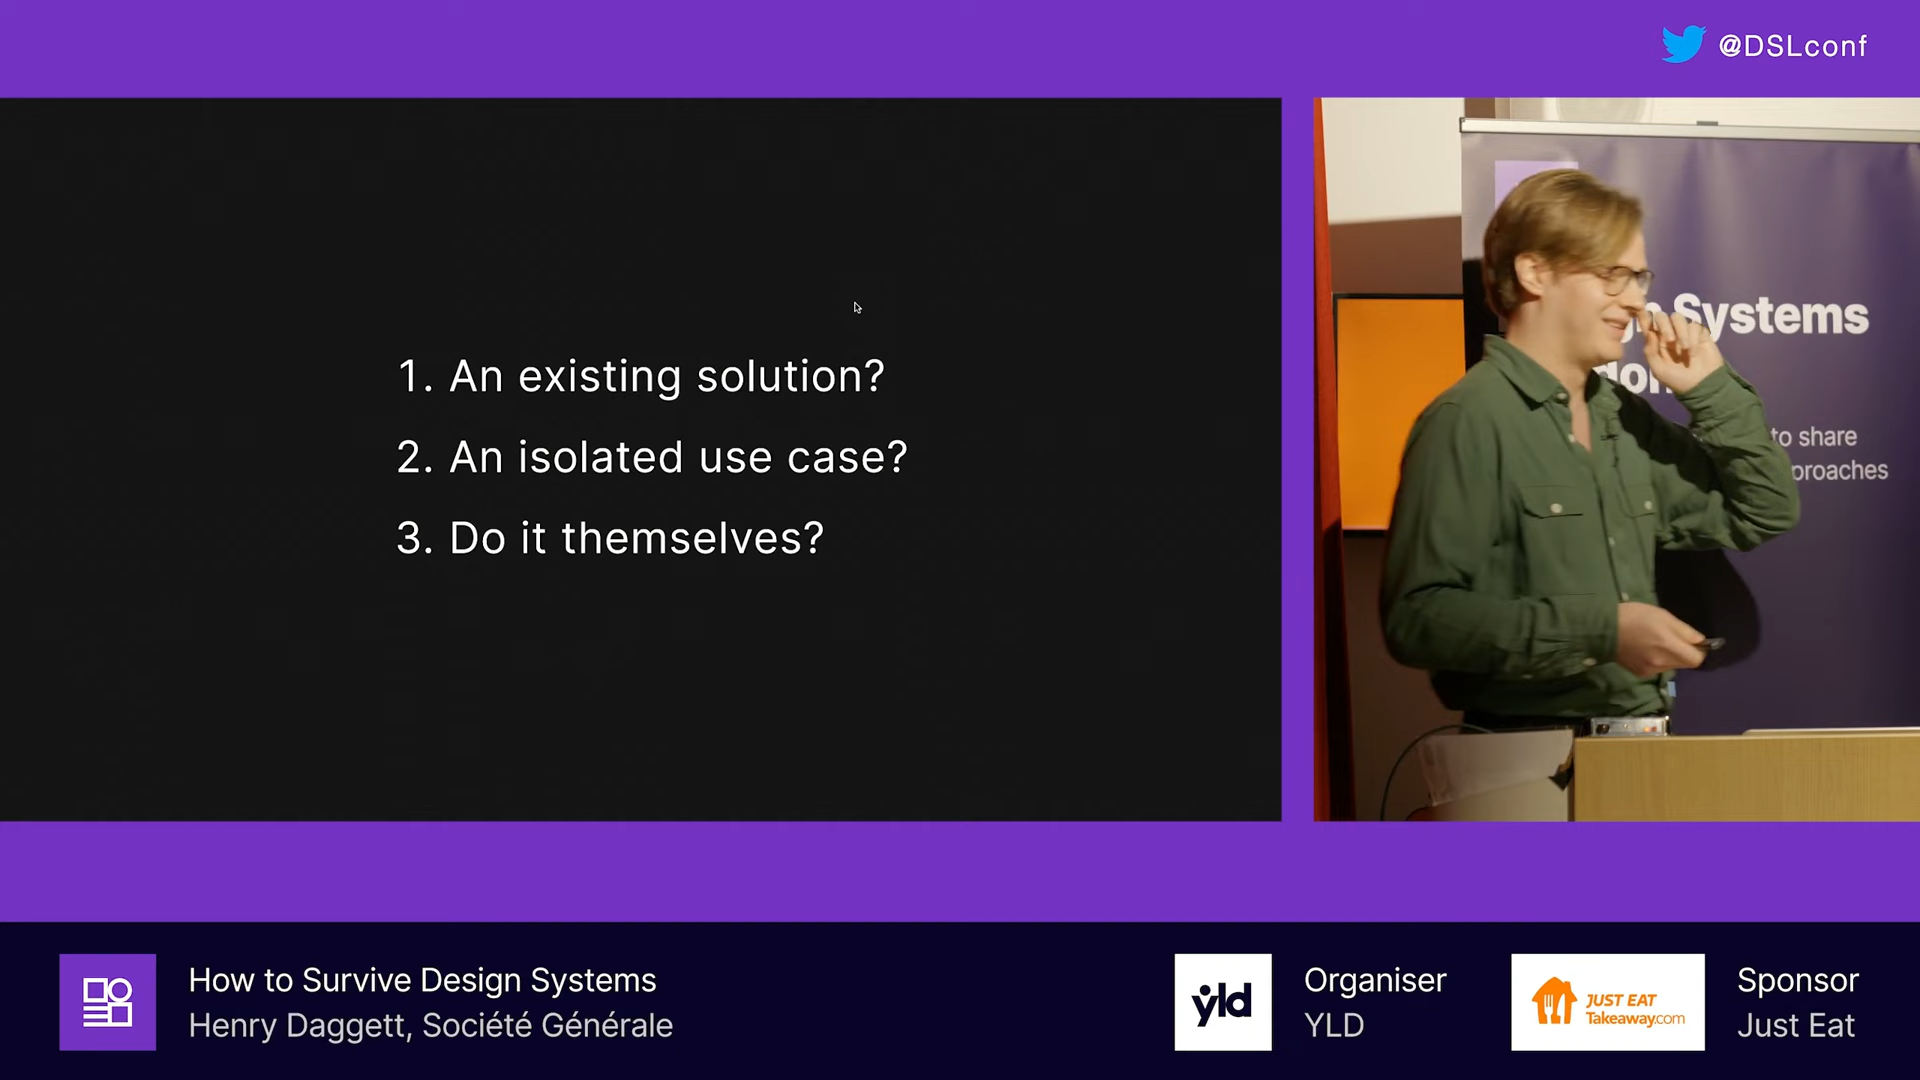 @DSLconf
1. An existing solution?
2. An isolated use case?
3. Do it themselves?
Systems
to share
How to Survive Design Systems
Henry Daggett, Société Générale
yld
Organiser
YLD
JUST EAT
Takeaway.com
Sponsor
Just Eat